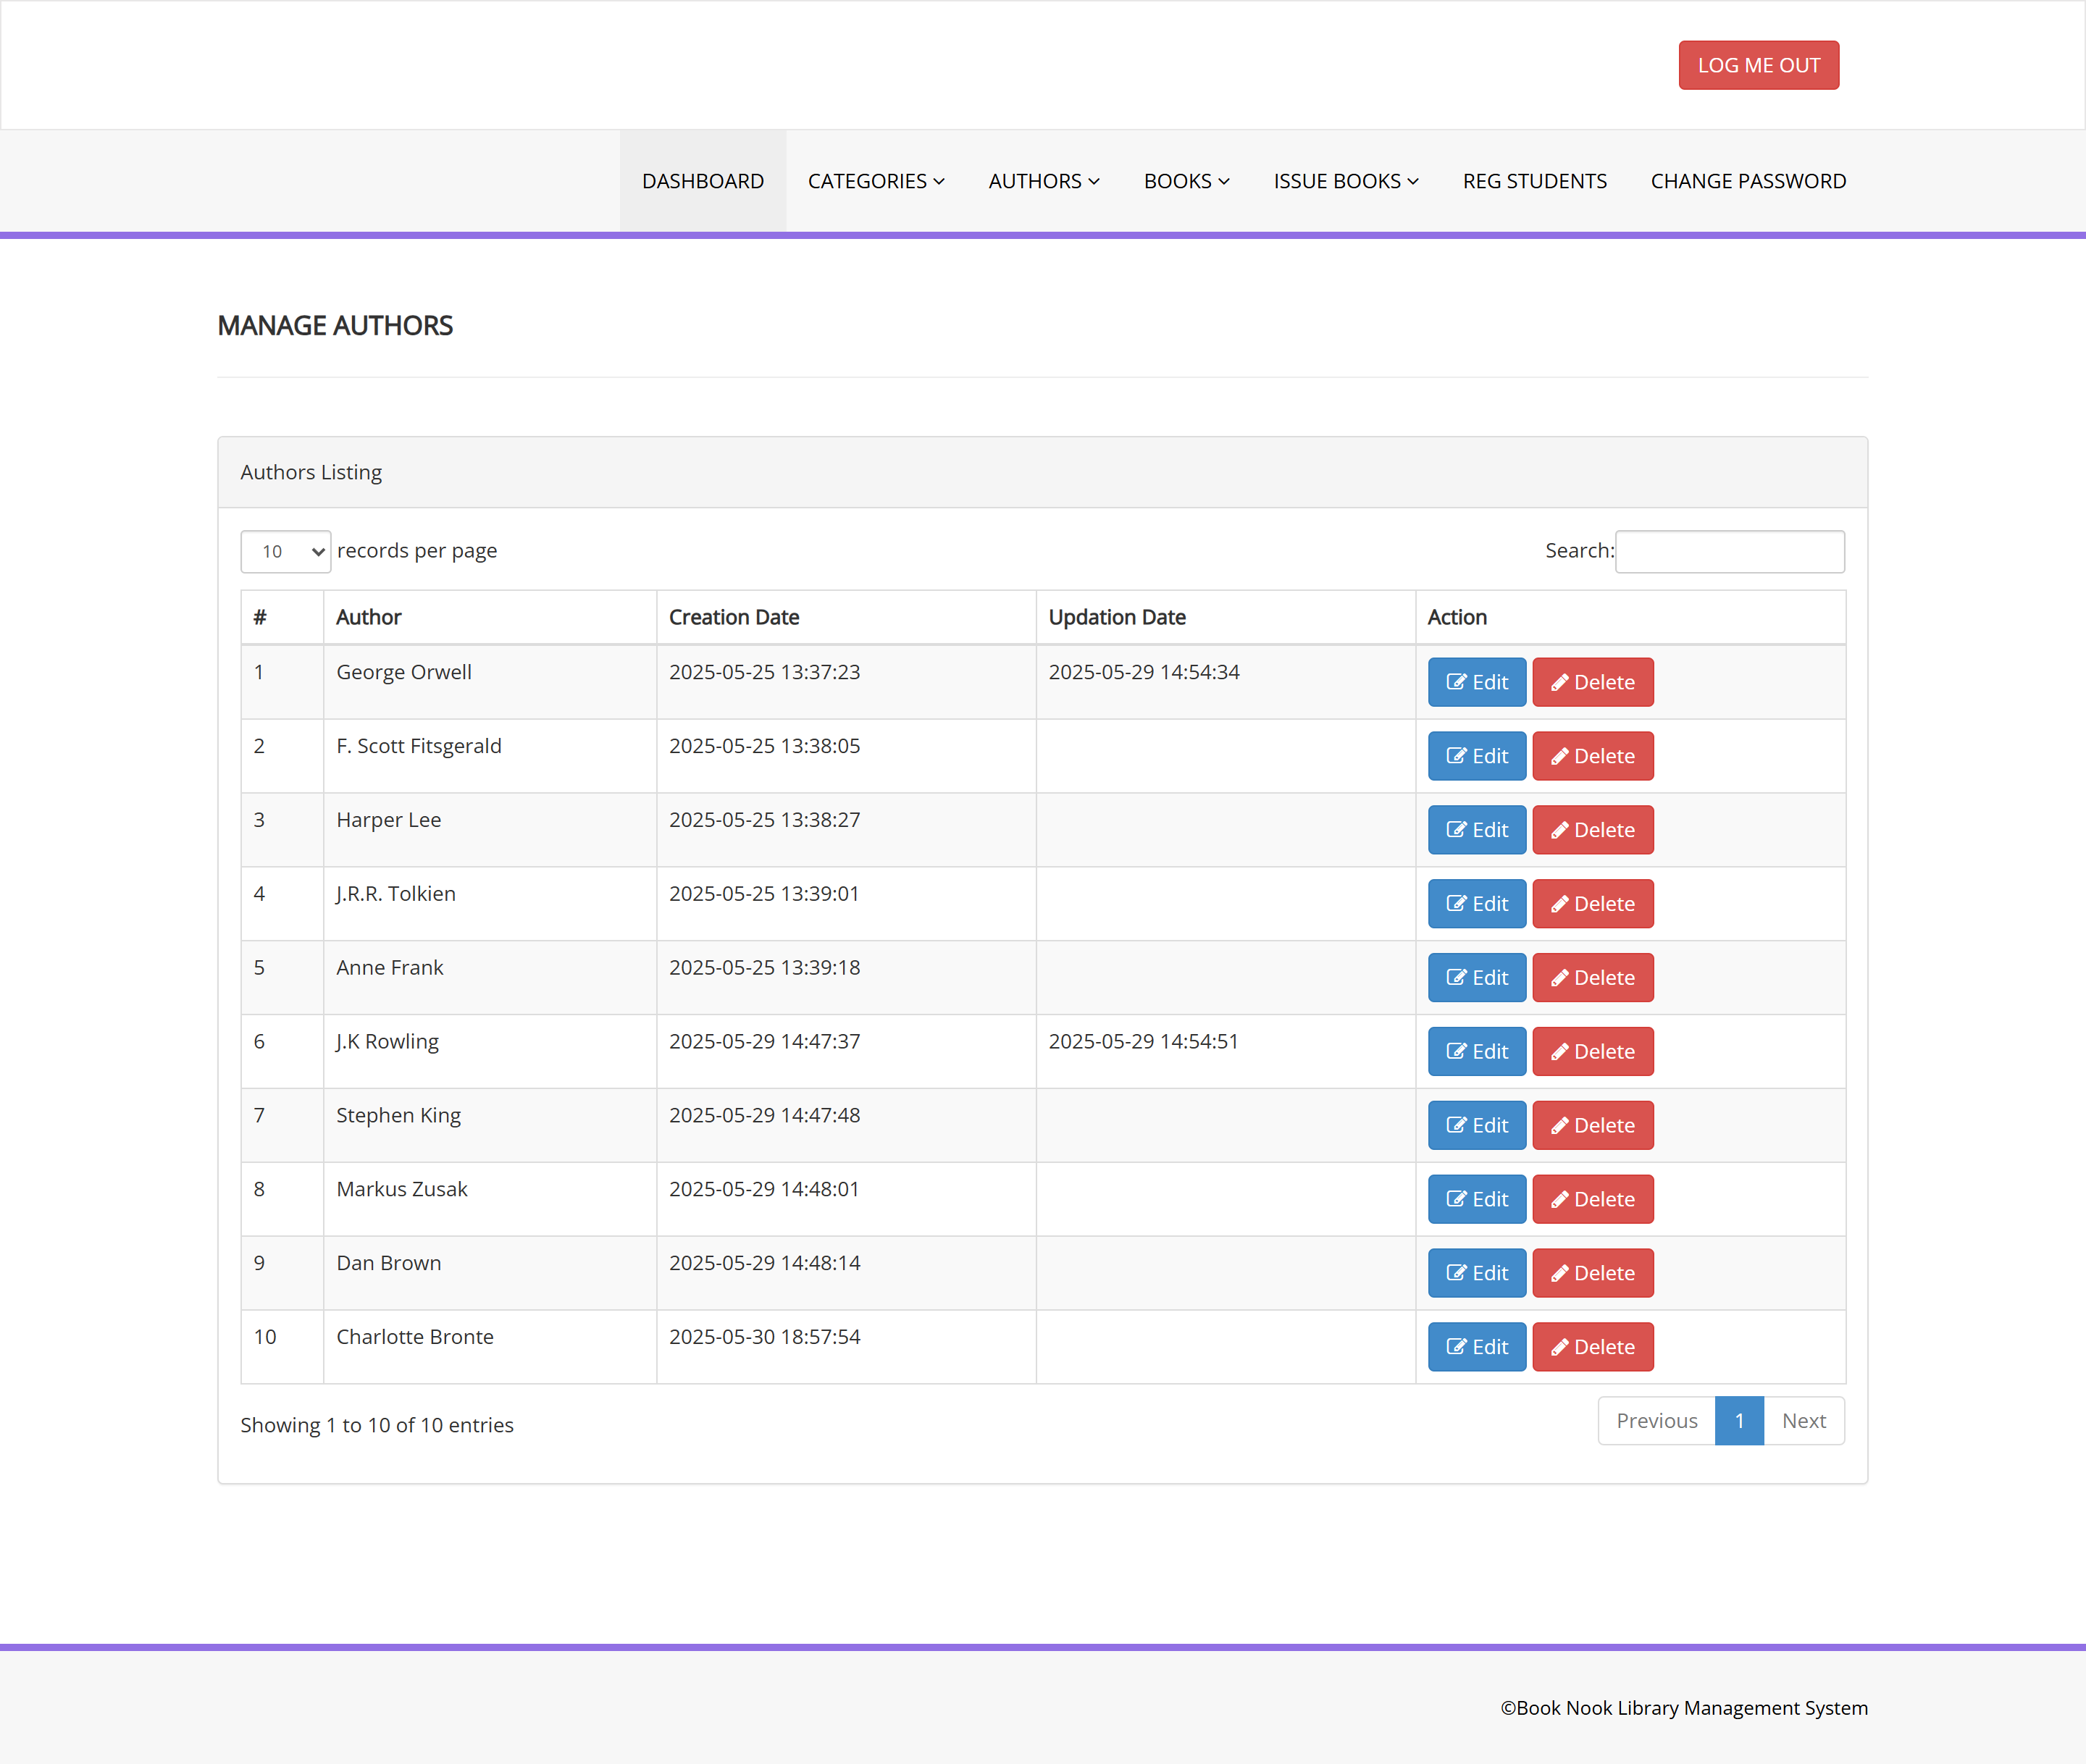 LOG ME OUT
DASHBOARD CATEGORIES AUTHORS BOOKS ISSUE BOOKS REG STUDENTS CHANGE PASSWORD
MANAGE AUTHORS
Authors Listing
10 records per page Search:
# Author Creation Date Updation Date Action
1 George Orwell 2025-05-25 13:37:23 2025-05-29 14:54:34 Edit Delete
2 F. Scott Fitsgerald 2025-05-25 13:38:05 Edit Delete
3 Harper Lee 2025-05-25 13:38:27 Edit Delete
4 J.R.R. Tolkien 2025-05-25 13:39:01 Edit Delete
5 Anne Frank 2025-05-25 13:39:18 Edit Delete
6 J.K Rowling 2025-05-29 14:47:37 2025-05-29 14:54:51 Edit Delete
7 Stephen King 2025-05-29 14:47:48 Edit Delete
8 Markus Zusak 2025-05-29 14:48:01 Edit Delete
9 Dan Brown 2025-05-29 14:48:14 Edit Delete
10 Charlotte Bronte 2025-05-30 18:57:54 Edit Delete
Showing 1 to 10 of 10 entries Previous 1 Next
©Book Nook Library Management System